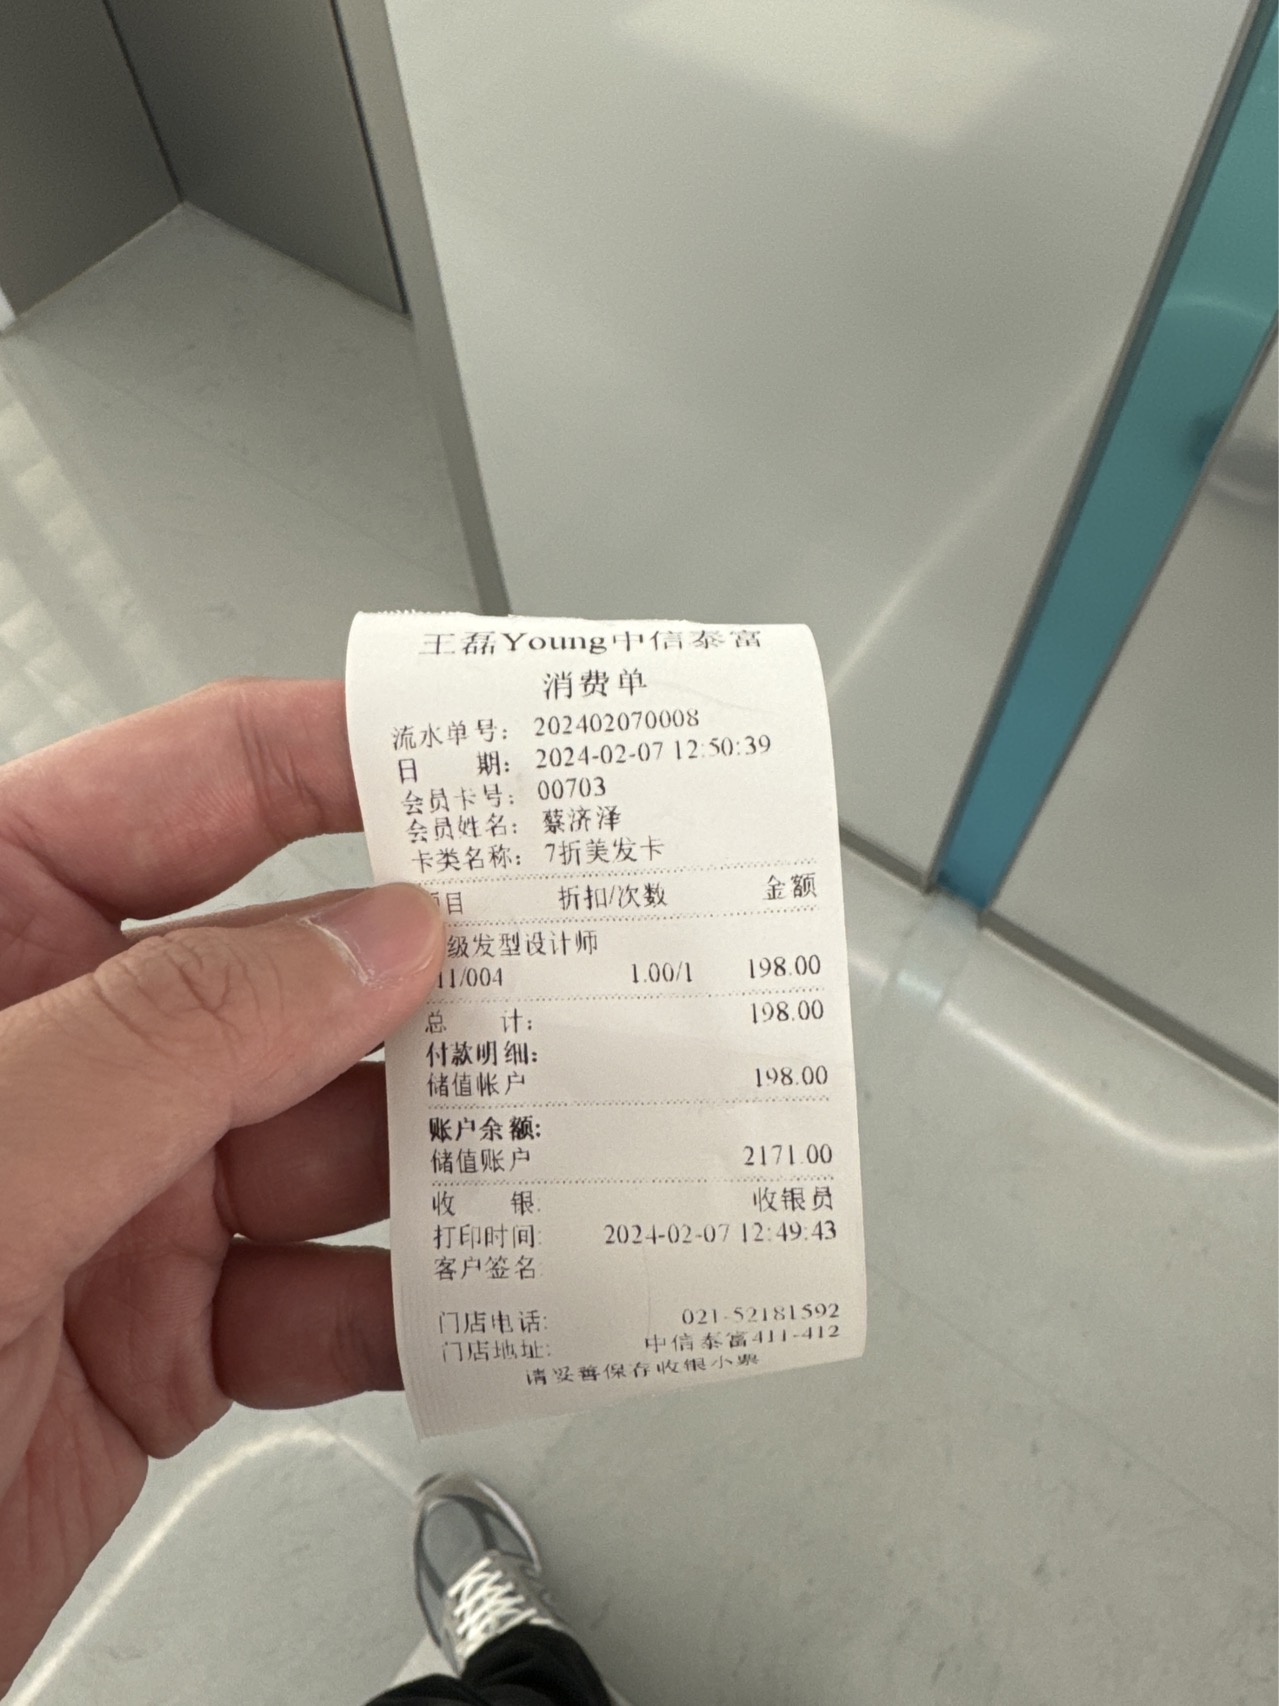 王磊Young中信泰富
消费单
流水单号: 202402070008
日 期: 2024-02-07 12:50:39
会员卡号: 00703
会员姓名: 蔡济泽
卡类名称: 7折美发卡
目 折扣/次数 金额
级发型设计师
11/004 1.00/1 198.00
总 计: 198.00
付款明细:
储值帐户 198.00
账户余额:
储值账户 2171.00
收 银: 收银员
打印时间: 2024-02-07 12:49:43
客户签名:
门店电话: 021-52181592
门店地址: 中信泰富411-412
请妥善保存收银小票